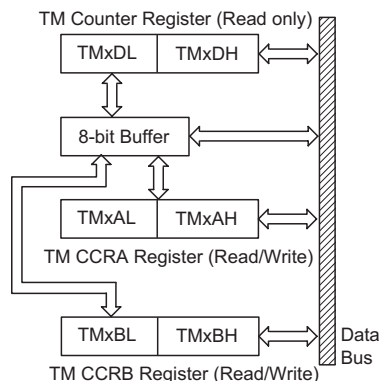 TM Counter Register (Read only)
TMxDL TMxDH
8-bit Buffer
TMxAL TMxAH
TM CCRA Register (Read/Write)
TMxBL TMxBH
TM CCRB Register (Read/Write)
Data
Bus